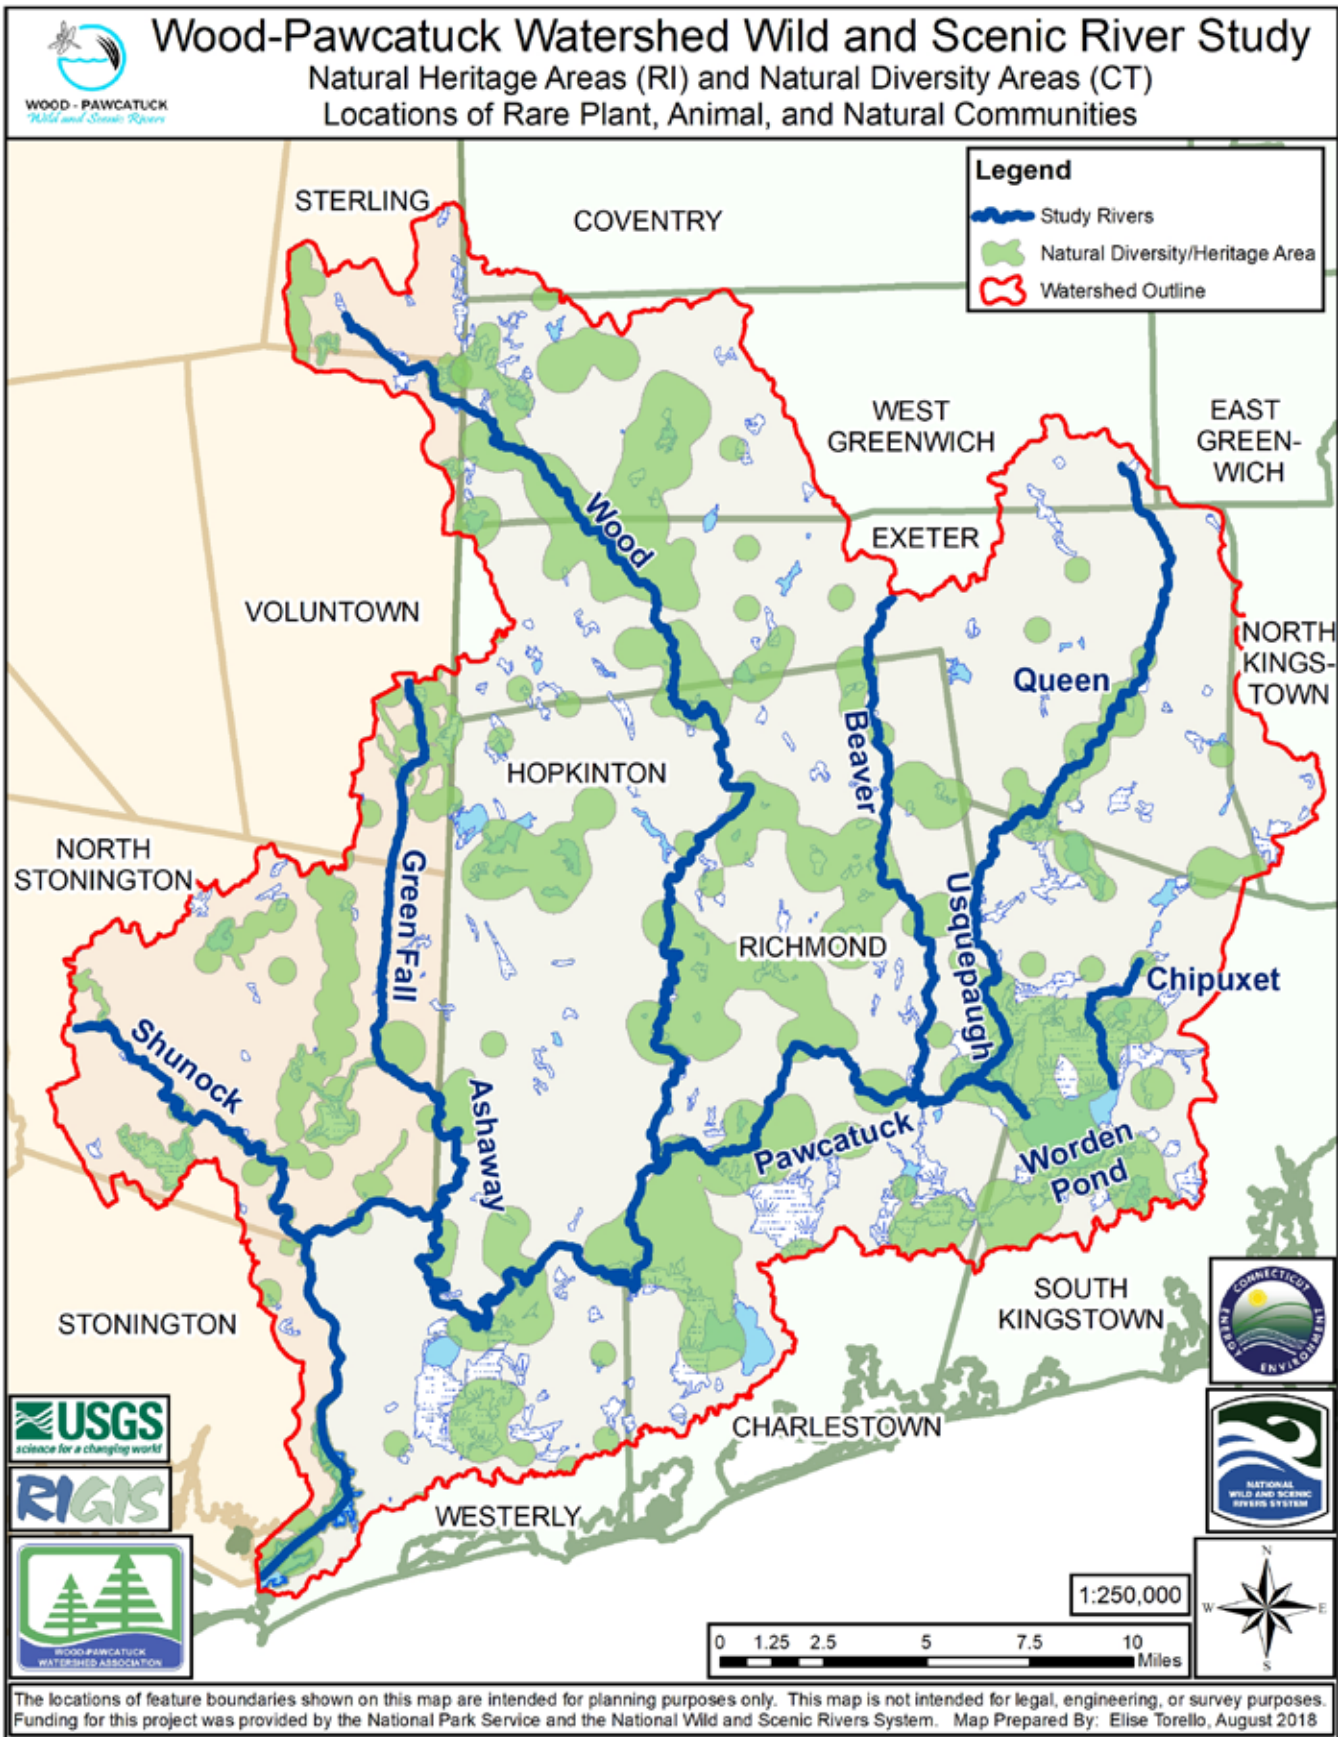 Wood-Pawcatuck Watershed Wild and Scenic River Study
Natural Heritage Areas (RI) and Natural Diversity Areas (CT)
Locations of Rare Plant, Animal, and Natural Communities
WOOD - PAWCATUCK
Wild and Scenic Rivers
Legend
Study Rivers
Natural Diversity/Heritage Area
Watershed Outline
STERLING
COVENTRY
WEST
GREENWICH
EAST
GREEN-
WICH
EXETER
VOLUNTOWN
NORTH
KINGS-
TOWN
Wood
Queen
Beaver
HOPKINTON
NORTH
STONINGTON
Green Fall
Usquepaugh
RICHMOND
Chipuxet
Shunock
Ashaway
Pawcatuck
Worden
Pond
STONINGTON
SOUTH
KINGSTOWN
CHARLESTOWN
WESTERLY
CONNECTICUT
ENERGY
ENVIRONMENT
USGS
science for a changing world
RIGIS
NATIONAL
WILD AND SCENIC
RIVERS SYSTEM
WOOD-PAWCATUCK
WATERSHED ASSOCIATION
1:250,000
N
W E
S
0 1.25 2.5 5 7.5 10
Miles
The locations of feature boundaries shown on this map are intended for planning purposes only. This map is not intended for legal, engineering, or survey purposes.
Funding for this project was provided by the National Park Service and the National Wild and Scenic Rivers System. Map Prepared By: Elise Torello, August 2018